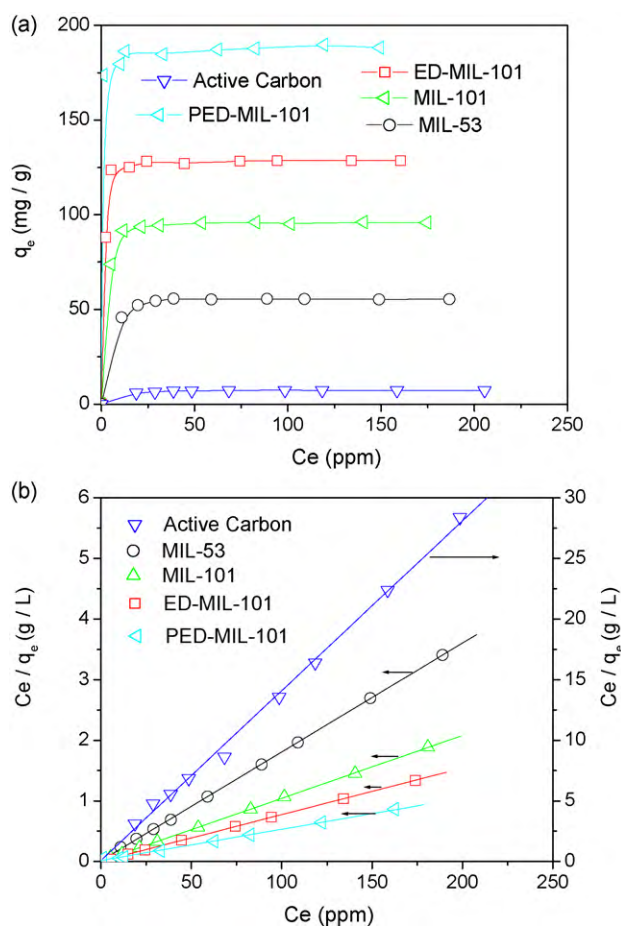 (a)
200
150
100
50
0
q_e (mg / g)
Active Carbon
PED-MIL-101
ED-MIL-101
MIL-101
MIL-53
0 50 100 150 200 250
Ce (ppm)
(b)
6
5
4
3
2
1
0
Ce / q_e (g / L)
Active Carbon
MIL-53
MIL-101
ED-MIL-101
PED-MIL-101
30
25
20
15
10
5
0
Ce / q_e (g / L)
0 50 100 150 200 250
Ce (ppm)